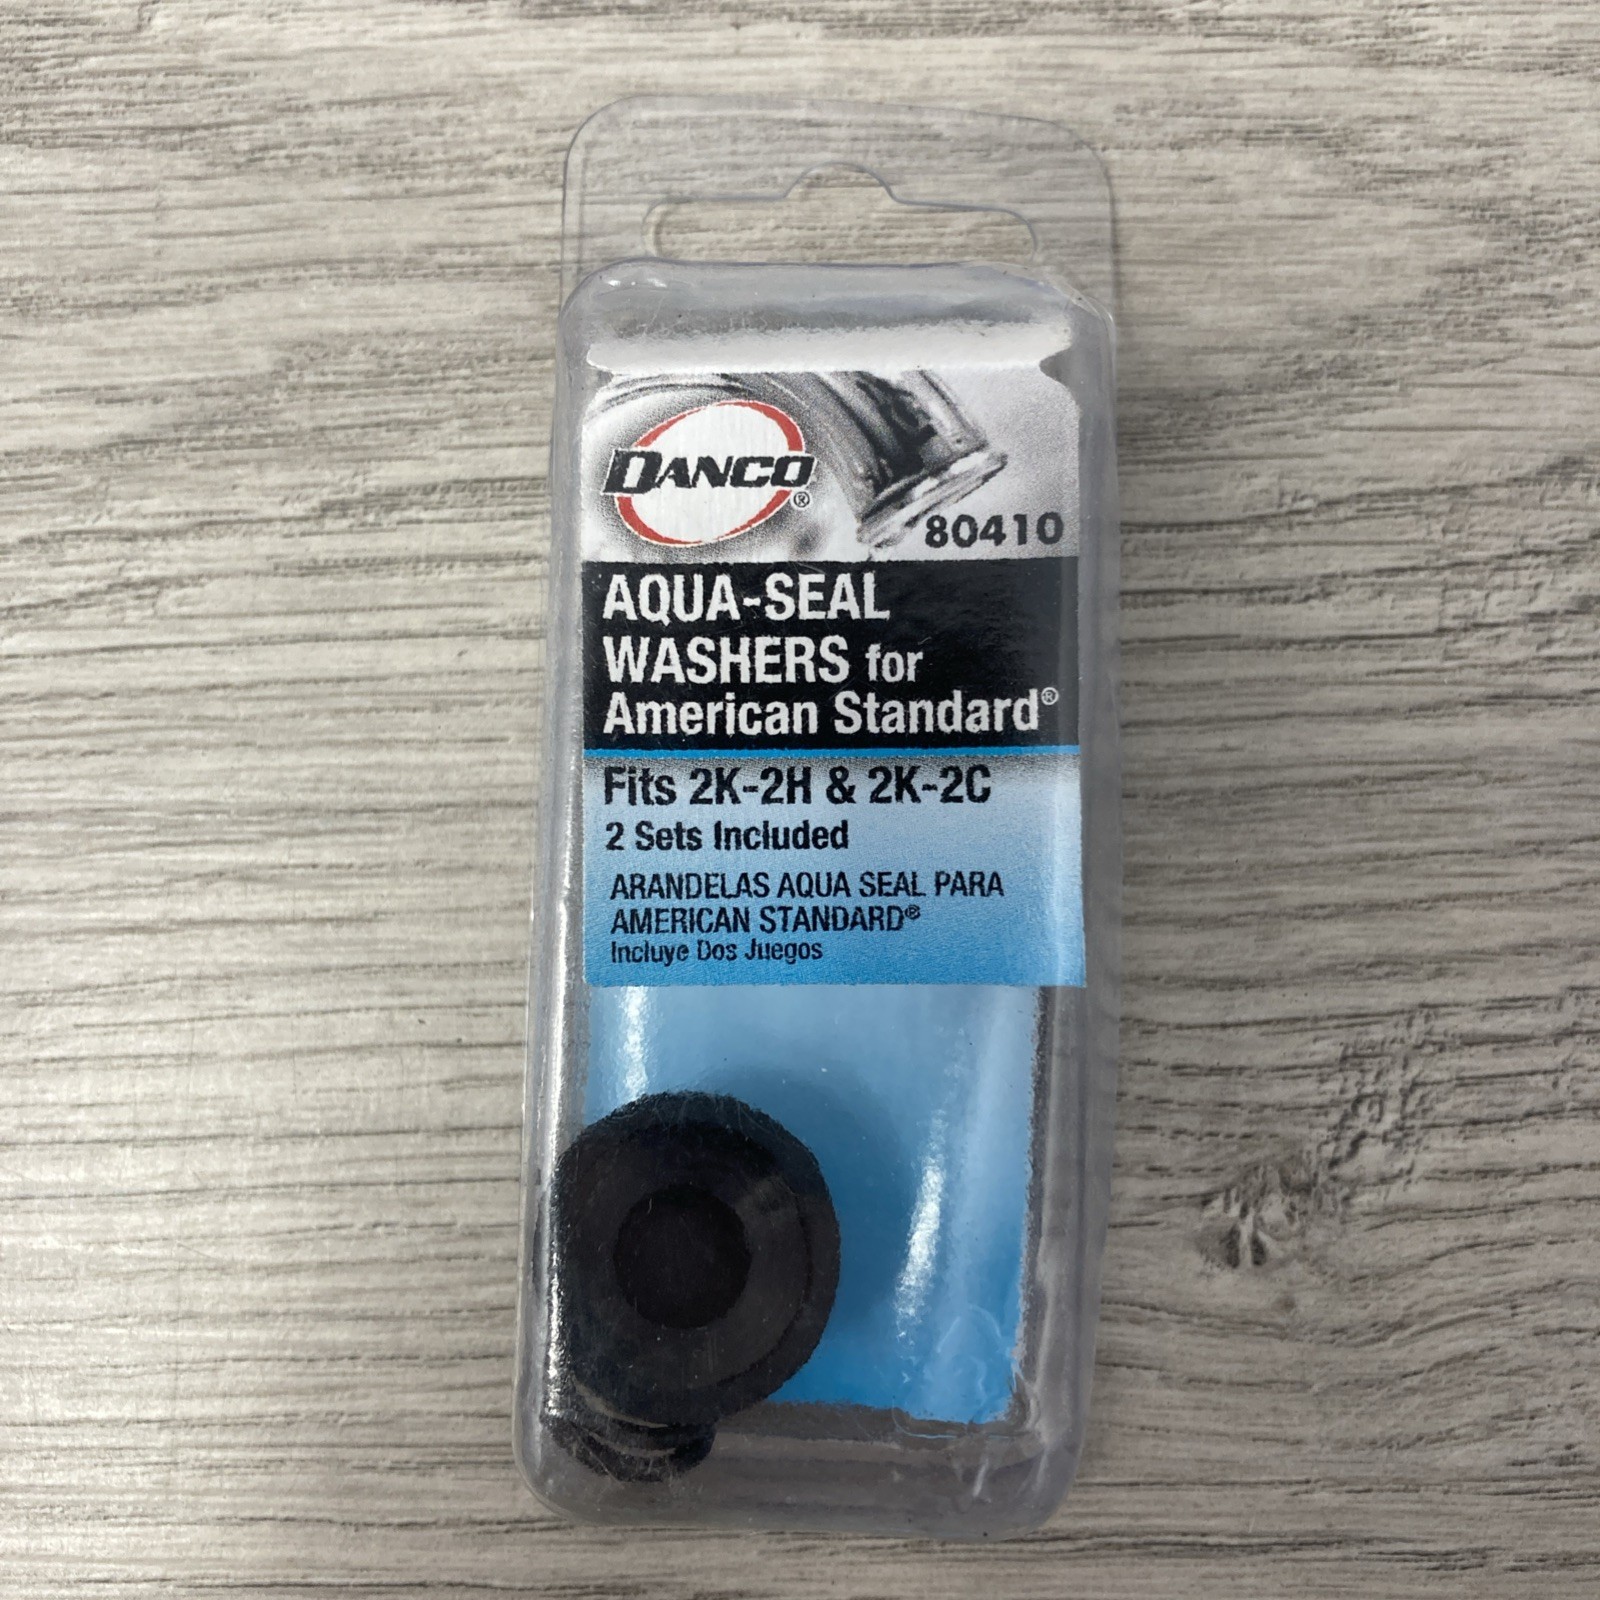 DANCO®
80410
AQUA-SEAL
WASHERS for
American Standard®
Fits 2K-2H & 2K-2C
2 Sets Included
ARANDELAS AQUA SEAL PARA
AMERICAN STANDARD®
Incluye Dos Juegos